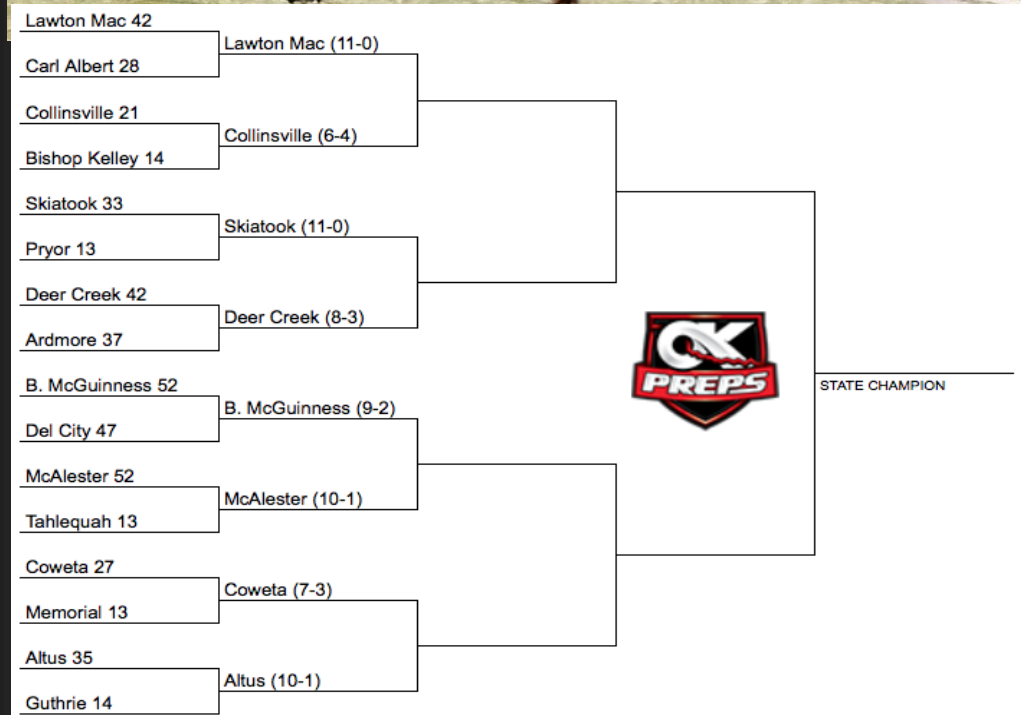 Lawton Mac 42
Lawton Mac (11-0)
Carl Albert 28
Collinsville 21
Collinsville (6-4)
Bishop Kelley 14
Skiatook 33
Skiatook (11-0)
Pryor 13
Deer Creek 42
Deer Creek (8-3)
Ardmore 37
OK
PREPS
B. McGuinness 52
STATE CHAMPION
B. McGuinness (9-2)
Del City 47
McAlester 52
McAlester (10-1)
Tahlequah 13
Coweta 27
Coweta (7-3)
Memorial 13
Altus 35
Altus (10-1)
Guthrie 14